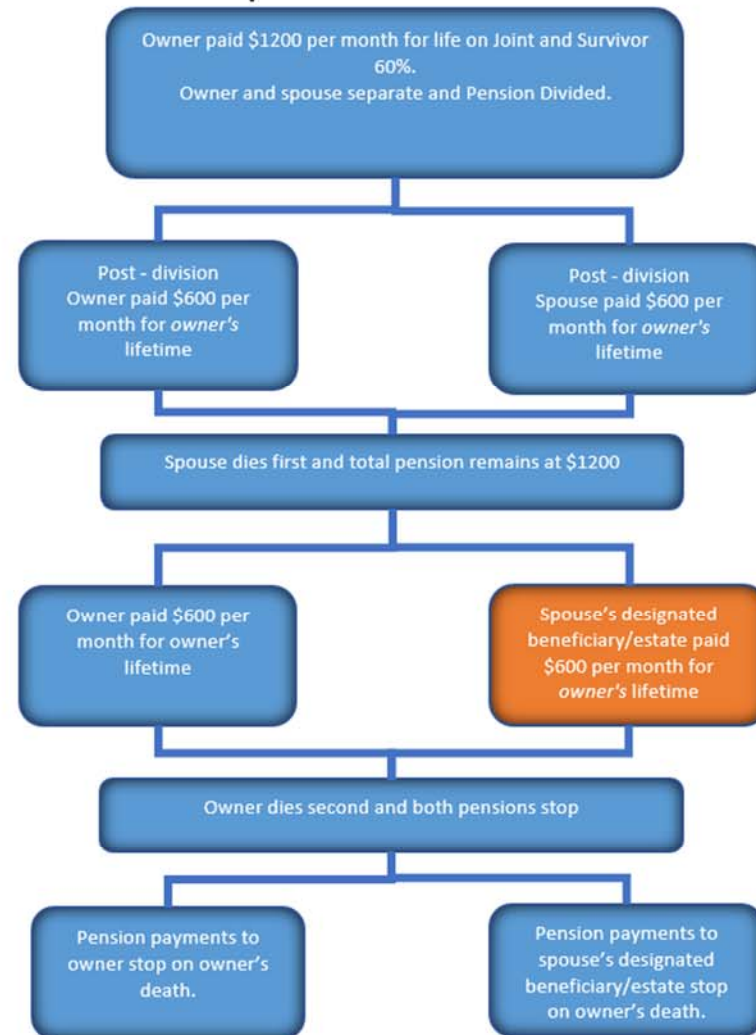 Owner paid $1200 per month for life on Joint and Survivor
60%.
Owner and spouse separate and Pension Divided.
Post - division
Owner paid $600 per
month for owner's
lifetime
Post - division
Spouse paid $600 per
month for owner's
lifetime
Spouse dies first and total pension remains at $1200
Owner paid $600 per
month for owner's
lifetime
Spouse's designated
beneficiary/estate paid
$600 per month for
owner's lifetime
Owner dies second and both pensions stop
Pension payments to
owner stop on owner's
death.
Pension payments to
spouse's designated
beneficiary/estate stop
on owner's death.